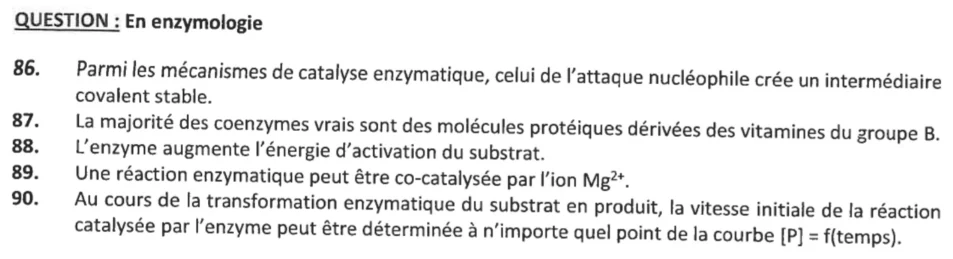 QUESTION : En enzymologie
86. Parmi les mécanismes de catalyse enzymatique, celui de l'attaque nucléophile crée un intermédiaire
covalent stable.
87. La majorité des coenzymes vrais sont des molécules protéiques dérivées des vitamines du groupe B.
88. L'enzyme augmente l'énergie d'activation du substrat.
89. Une réaction enzymatique peut être co-catalysée par l'ion Mg²⁺.
90. Au cours de la transformation enzymatique du substrat en produit, la vitesse initiale de la réaction
catalysée par l'enzyme peut être déterminée à n'importe quel point de la courbe [P] = f(temps).